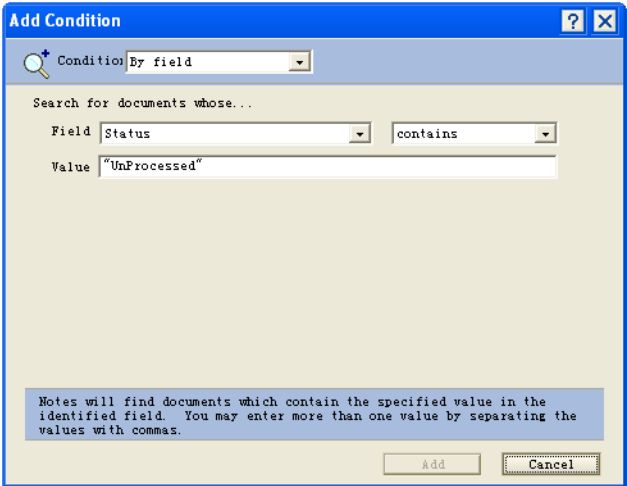 Add Condition
Condition By field
Search for documents whose...
Field Status contains
Value "UnProcessed"
Notes will find documents which contain the specified value in the
identified field. You may enter more than one value by separating the
values with commas.
Add Cancel